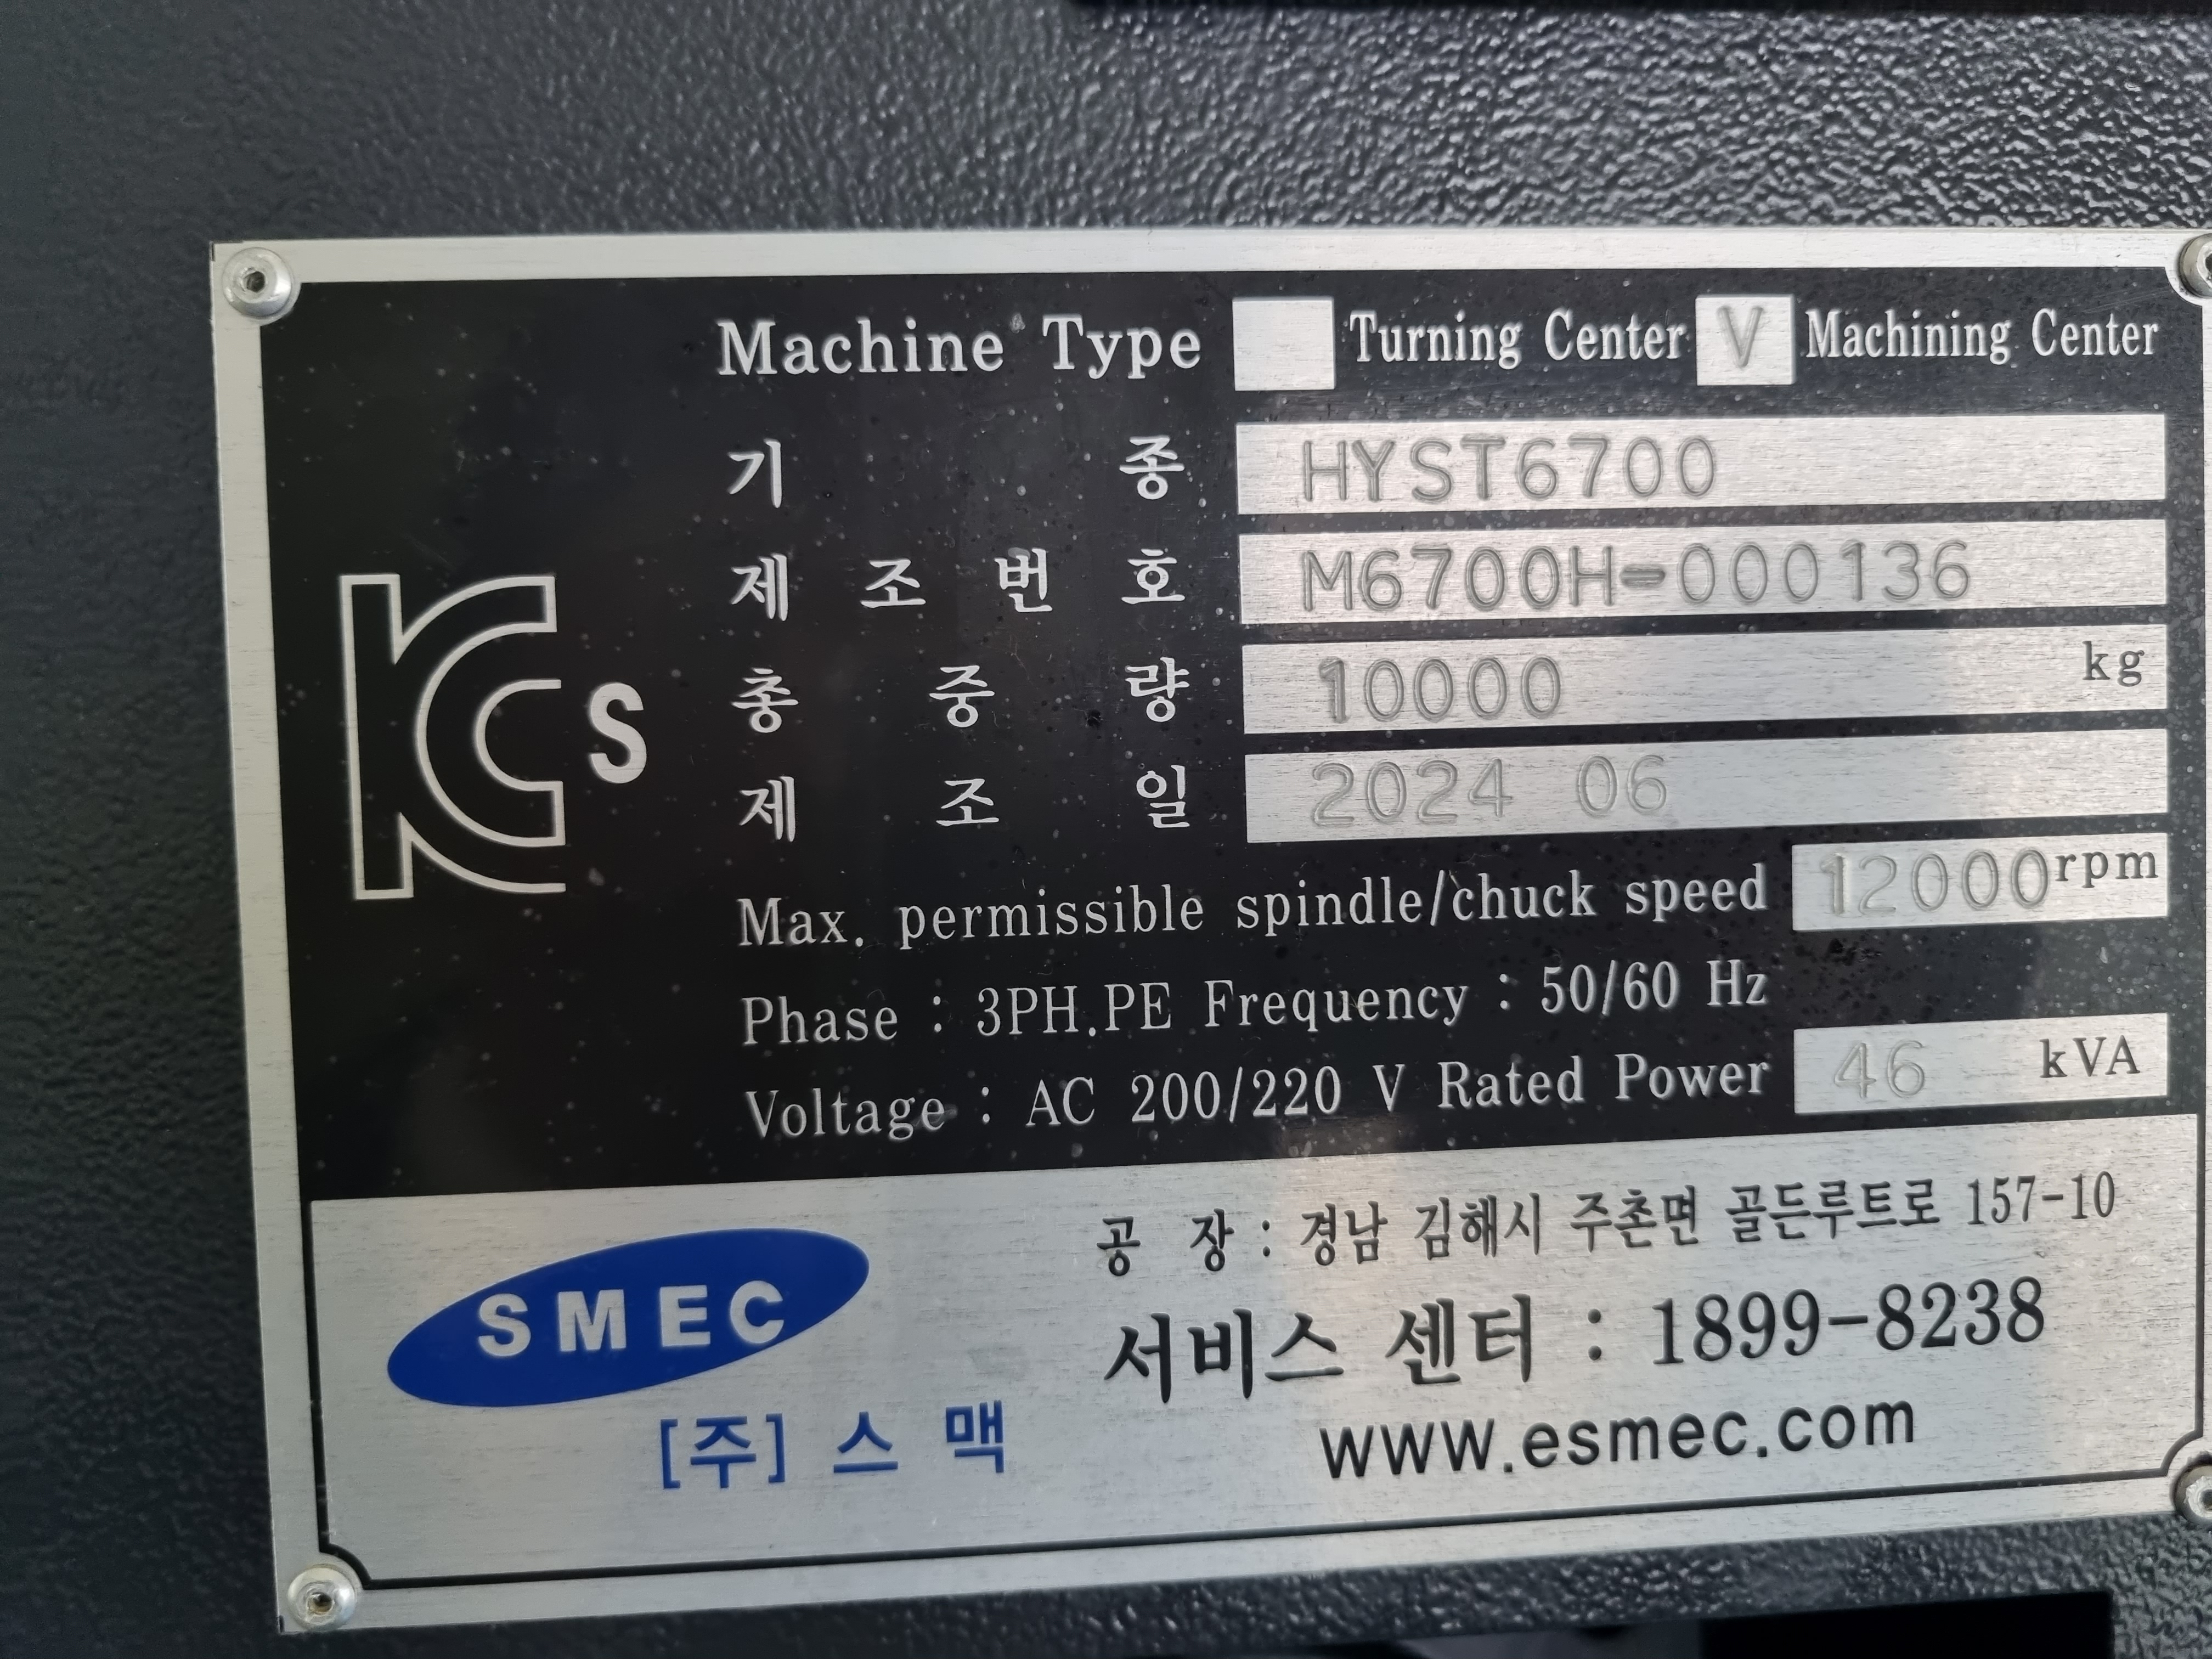 Machine Type Turning Center V Machining Center
기 종 HYST6700
제 조 번 호 M6700H-000136
총 중 량 10000 kg
제 조 일 2024 06
Max. permissible spindle/chuck speed 12000 rpm
Phase : 3PH.PE Frequency : 50/60 Hz
Voltage : AC 200/220 V Rated Power 46 kVA
KCs
공 장 : 경남 김해시 주촌면 골든루트로 157-10
SMEC
서비스 센터 : 1899-8238
[주] 스 맥
www.esmec.com